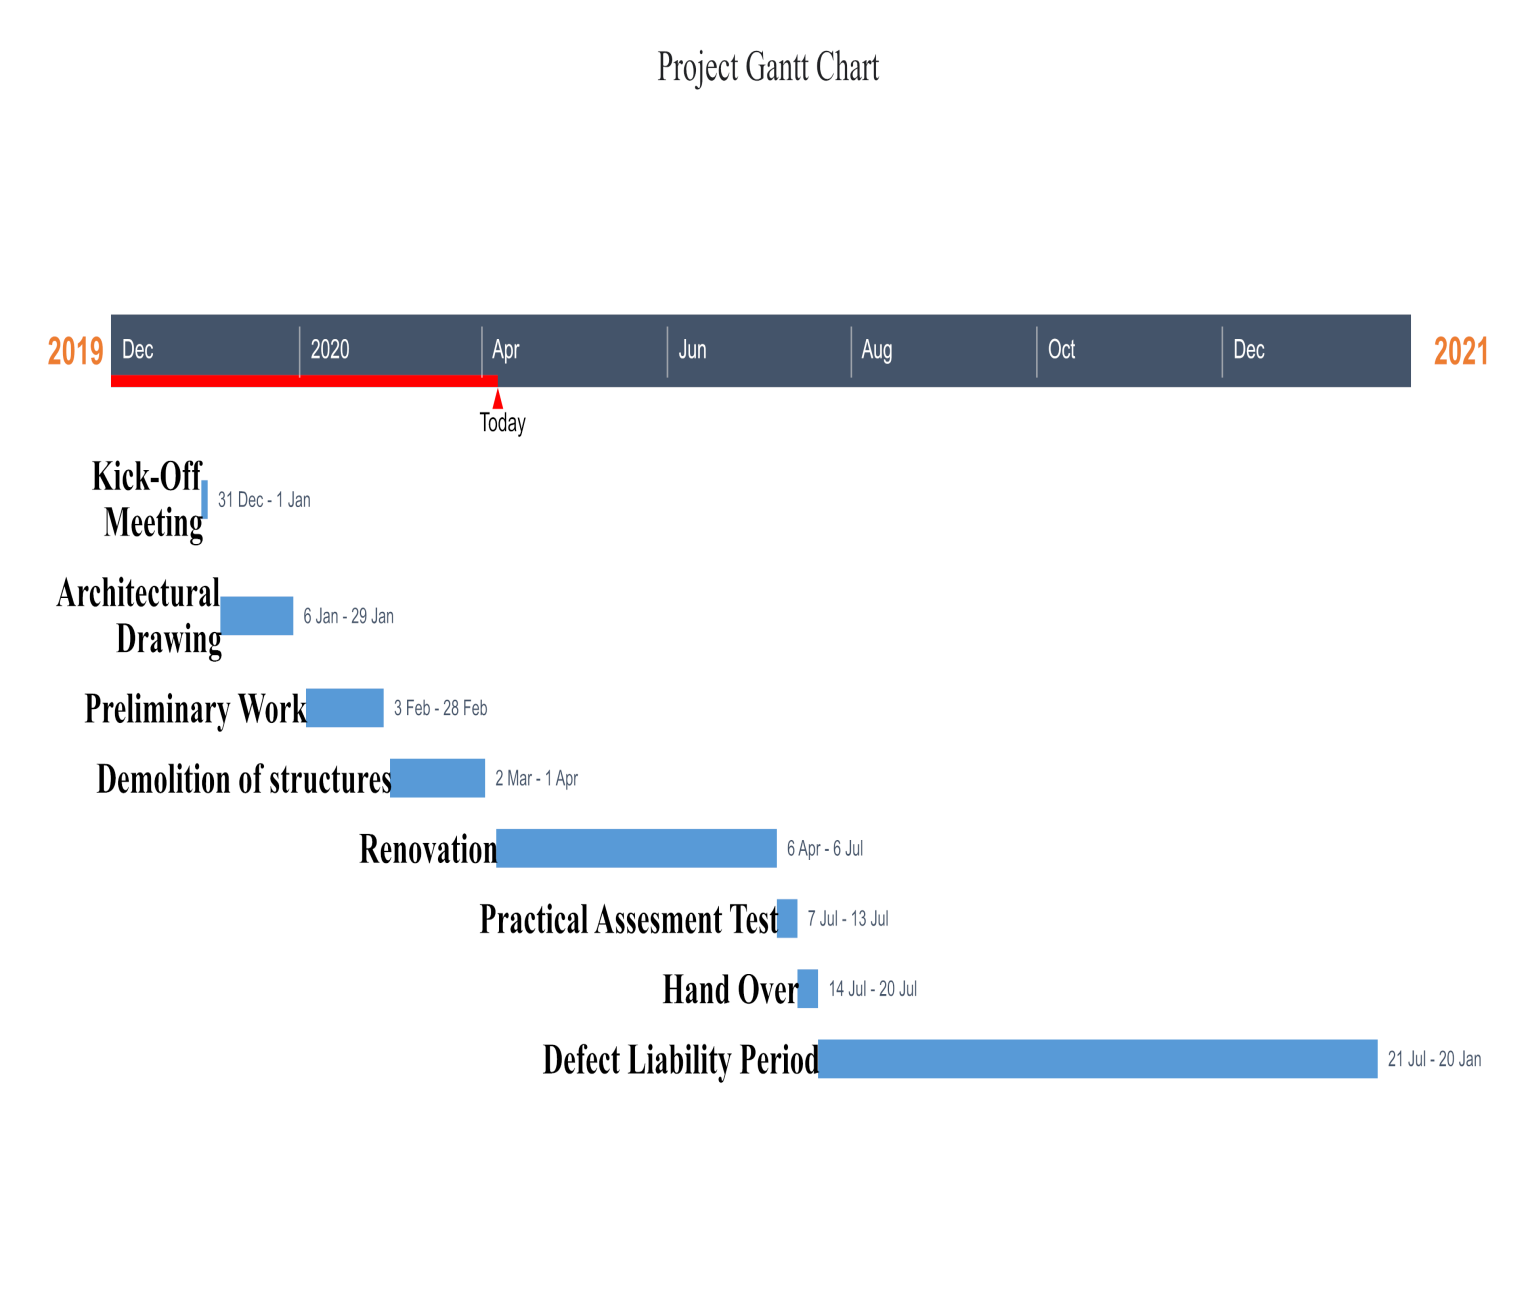 Project Gantt Chart
2019 Dec 2020 Apr Jun Aug Oct Dec 2021
Today
Kick-Off
Meeting
31 Dec - 1 Jan
Architectural
Drawing
6 Jan - 29 Jan
Preliminary Work 3 Feb - 28 Feb
Demolition of structures 2 Mar - 1 Apr
Renovation 6 Apr - 6 Jul
Practical Assesment Test 7 Jul - 13 Jul
Hand Over 14 Jul - 20 Jul
Defect Liability Period 21 Jul - 20 Jan